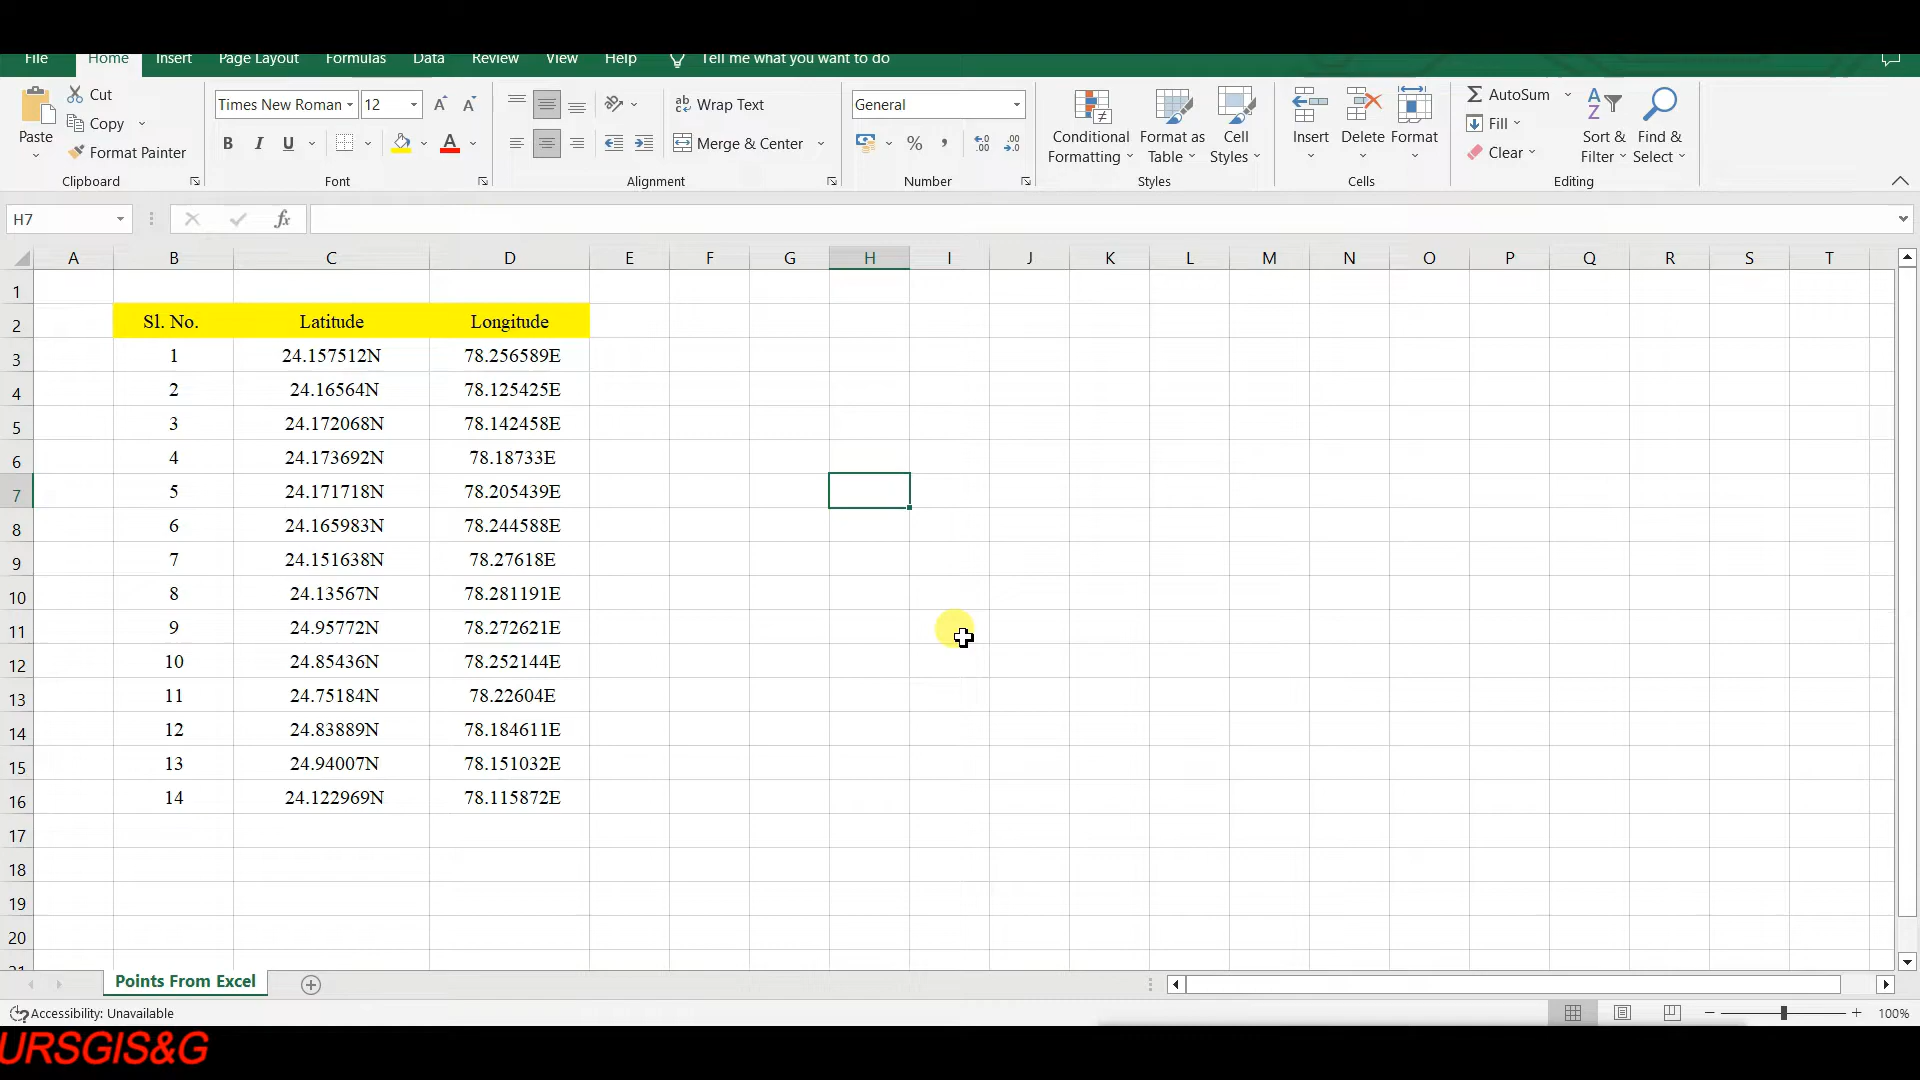 File Home Insert Page Layout Formulas Data Review View Help Tell me what you want to do
Paste Cut Copy Format Painter Clipboard
Times New Roman 12 B I U A Font
Wrap Text Merge & Center Alignment
General % , Number
Conditional Formatting Format as Table Cell Styles Styles
Insert Delete Format Cells
AutoSum Fill Clear Sort & Filter Find & Select Editing
H7 fx
A B C D E F G H I J K L M N O P Q R S T
1
2 Sl. No. Latitude Longitude
3 1 24.157512N 78.256589E
4 2 24.16564N 78.125425E
5 3 24.172068N 78.142458E
6 4 24.173692N 78.18733E
7 5 24.171718N 78.205439E
8 6 24.165983N 78.244588E
9 7 24.151638N 78.27618E
10 8 24.13567N 78.281191E
11 9 24.95772N 78.272621E
12 10 24.85436N 78.252144E
13 11 24.75184N 78.22604E
14 12 24.83889N 78.184611E
15 13 24.94007N 78.151032E
16 14 24.122969N 78.115872E
17
18
19
20
Points From Excel
Accessibility: Unavailable 100%
URSGIS&G